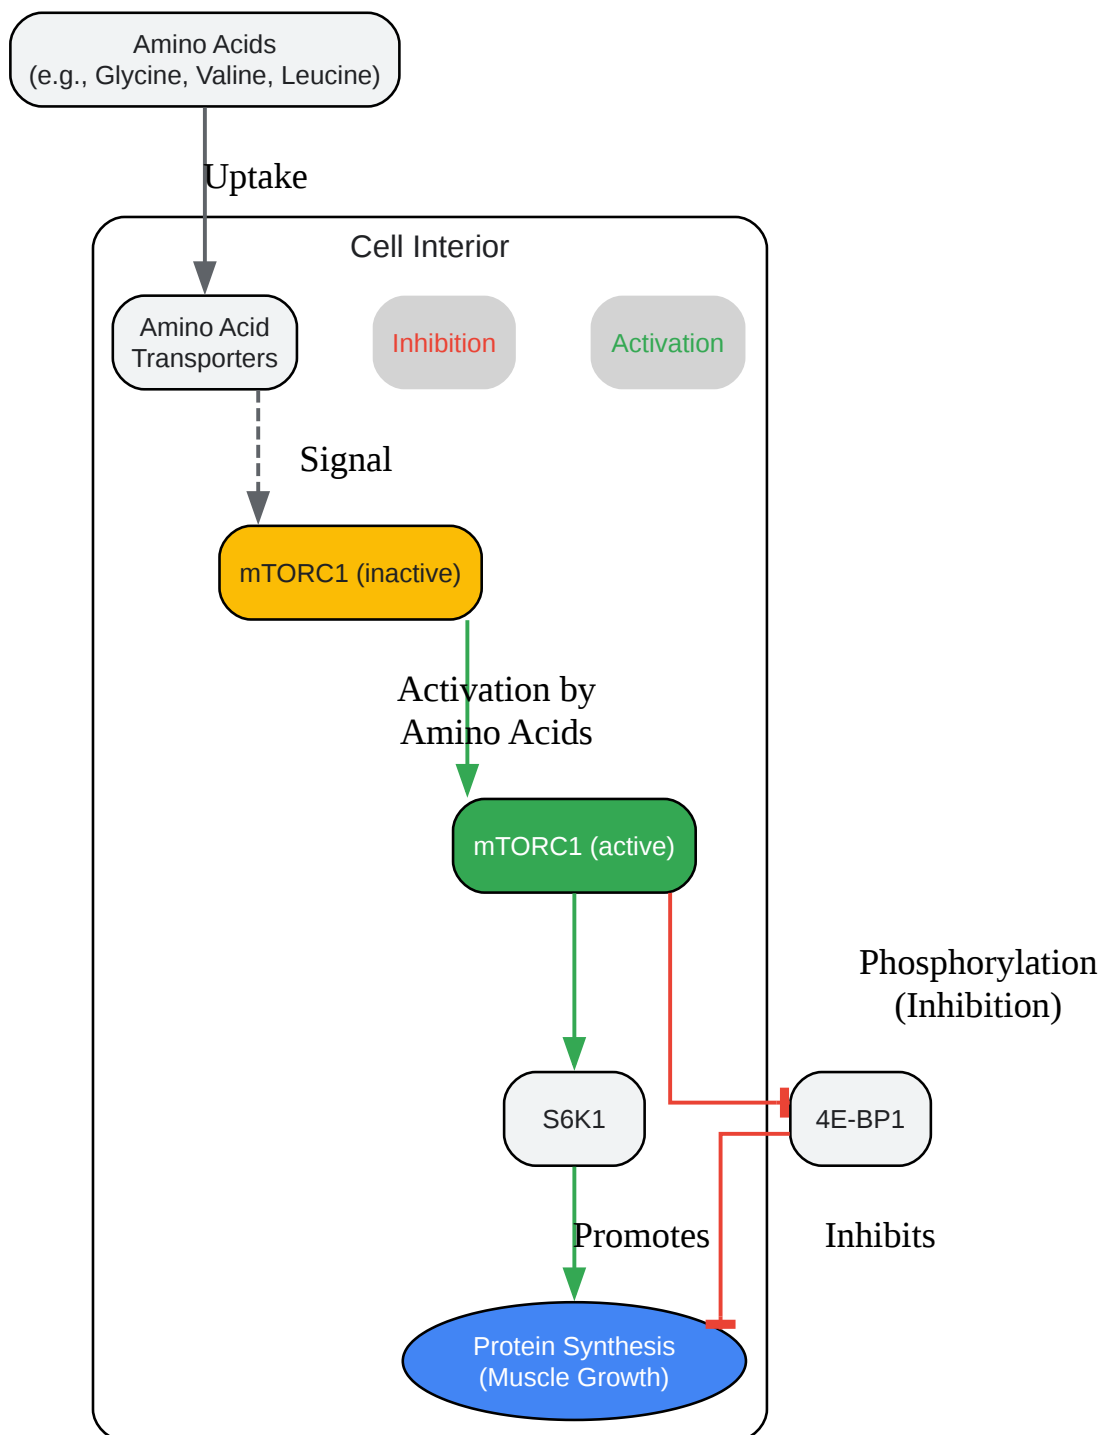 Amino Acids
(e.g., Glycine, Valine, Leucine)
Uptake
Cell Interior
Amino Acid
Transporters
Inhibition
Activation
Signal
mTORC1 (inactive)
Activation by
Amino Acids
mTORC1 (active)
Phosphorylation
(Inhibition)
S6K1
4E-BP1
Promotes
Inhibits
Protein Synthesis
(Muscle Growth)